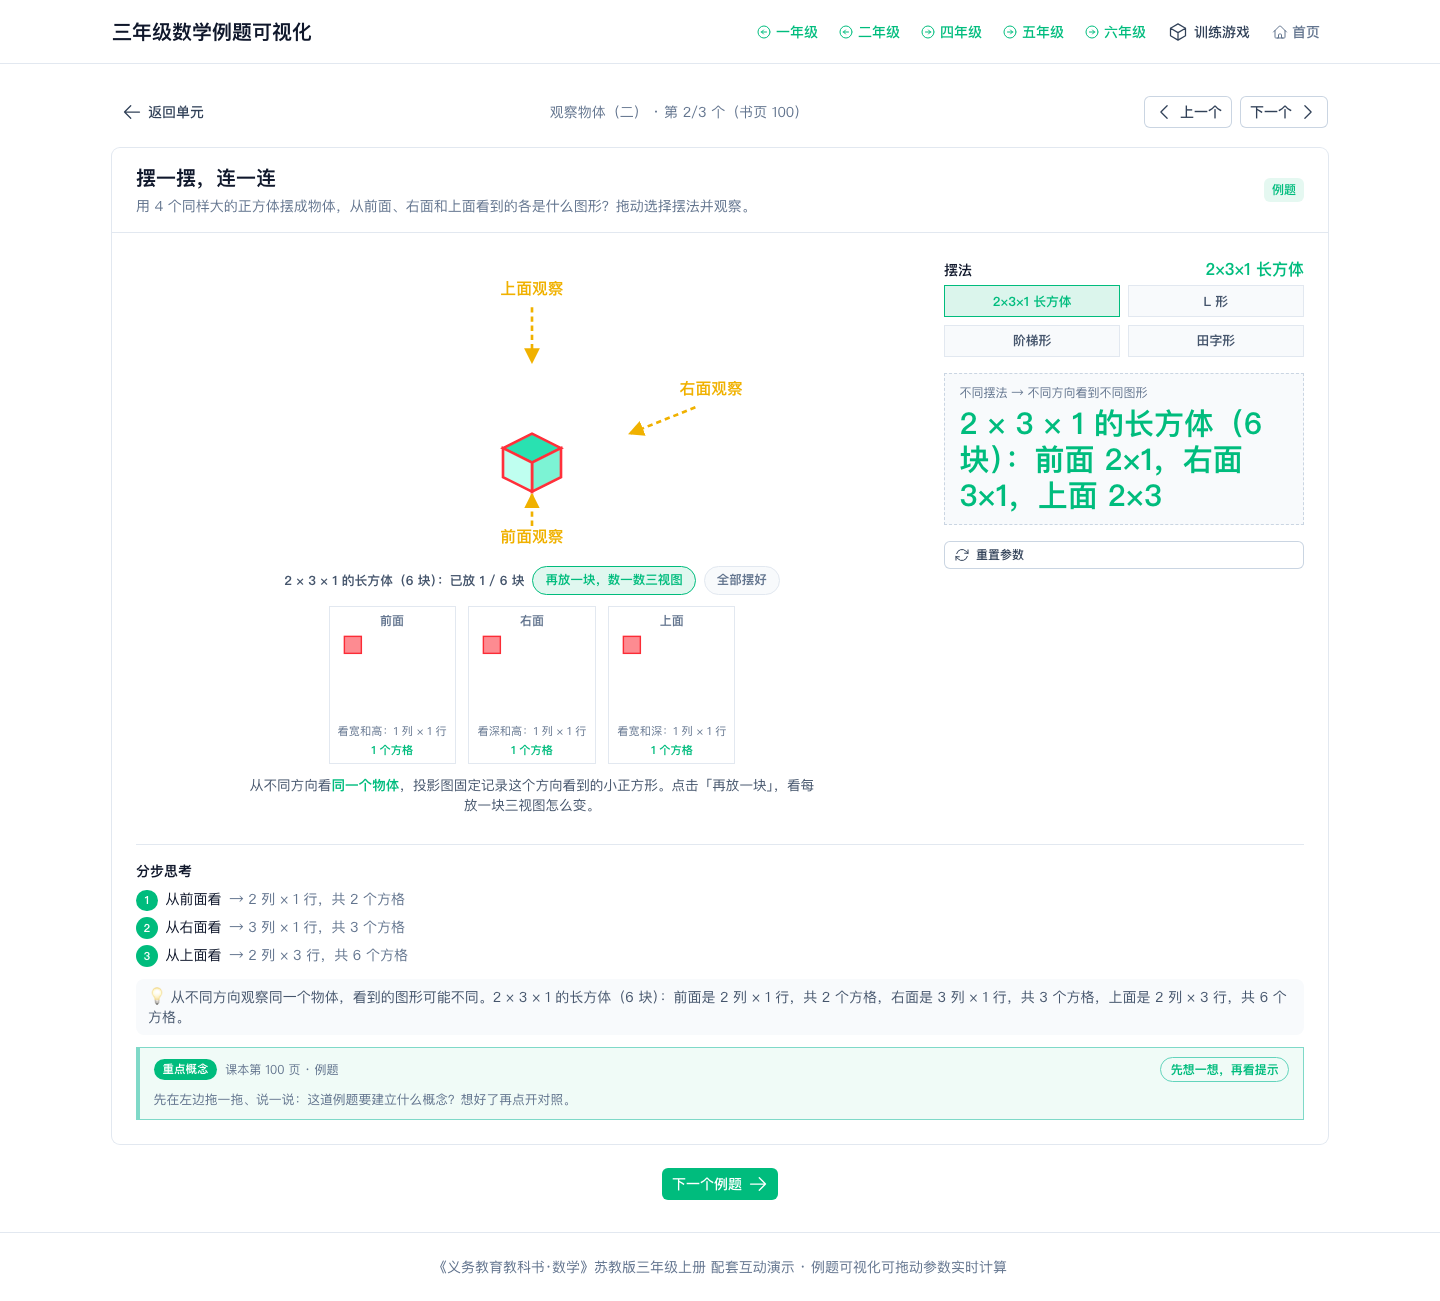 三年级数学例题可视化
一年级 二年级 四年级 五年级 六年级 训练游戏 首页
返回单元
观察物体（二） · 第 2/3 个（书页 100）
上一个 下一个
摆一摆，连一连
用 4 个同样大的正方体摆成物体，从前面、右面和上面看到的各是什么图形？拖动选择摆法并观察。
例题
上面观察
右面观察
前面观察
2 × 3 × 1 的长方体（6 块）：已放 1 / 6 块 再放一块，数一数三视图 全部摆好
前面 右面 上面
看宽和高：1 列 × 1 行 看深和高：1 列 × 1 行 看宽和深：1 列 × 1 行
1 个方格 1 个方格 1 个方格
从不同方向看同一个物体，投影图固定记录这个方向看到的小正方形。点击「再放一块」，看每
放一块三视图怎么变。
摆法 2×3×1 长方体
2×3×1 长方体 L 形
阶梯形 田字形
不同摆法 → 不同方向看到不同图形
2 × 3 × 1 的长方体（6
块）：前面 2×1，右面
3×1，上面 2×3
重置参数
分步思考
1 从前面看 → 2 列 × 1 行，共 2 个方格
2 从右面看 → 3 列 × 1 行，共 3 个方格
3 从上面看 → 2 列 × 3 行，共 6 个方格
💡 从不同方向观察同一个物体，看到的图形可能不同。2 × 3 × 1 的长方体（6 块）：前面是 2 列 × 1 行，共 2 个方格，右面是 3 列 × 1 行，共 3 个方格，上面是 2 列 × 3 行，共 6 个
方格。
重点概念 课本第 100 页 · 例题 先想一想，再看提示
先在左边拖一拖、说一说：这道例题要建立什么概念？想好了再点开对照。
下一个例题
《义务教育教科书·数学》苏教版三年级上册 配套互动演示 · 例题可视化可拖动参数实时计算